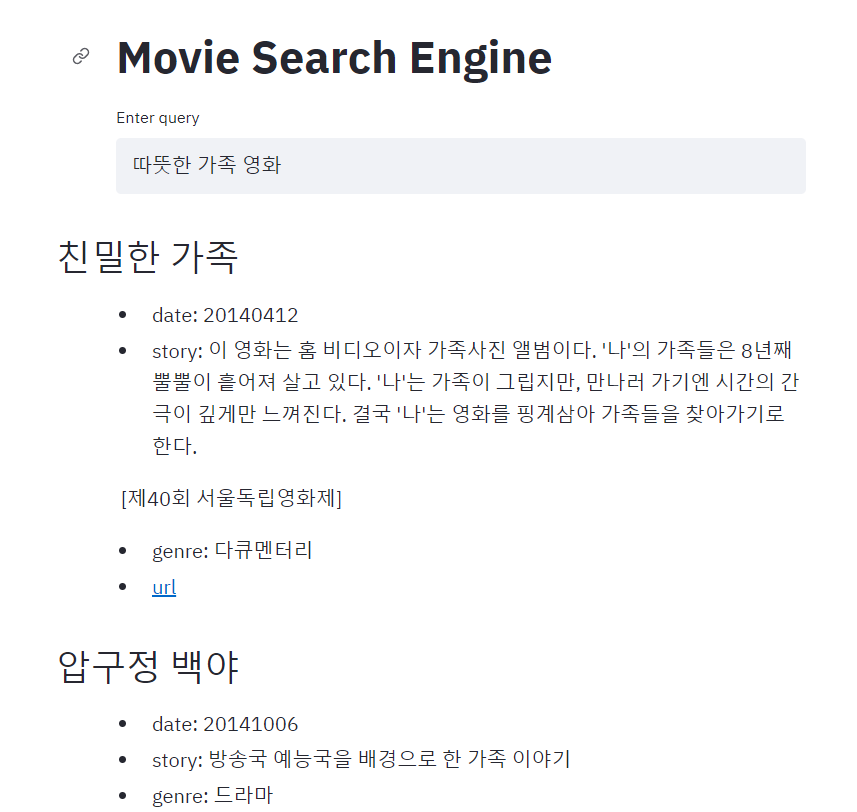 Movie Search Engine
Enter query
따뜻한 가족 영화
친밀한 가족
date: 20140412
story: 이 영화는 홈 비디오이자 가족사진 앨범이다. '나'의 가족들은 8년째
뿔뿔이 흩어져 살고 있다. '나'는 가족이 그립지만, 만나러 가기엔 시간의 간
극이 깊게만 느껴진다. 결국 '나'는 영화를 핑계삼아 가족들을 찾아가기로
한다.
[제40회 서울독립영화제]
genre: 다큐멘터리
url
압구정 백야
date: 20141006
story: 방송국 예능국을 배경으로 한 가족 이야기
genre: 드라마